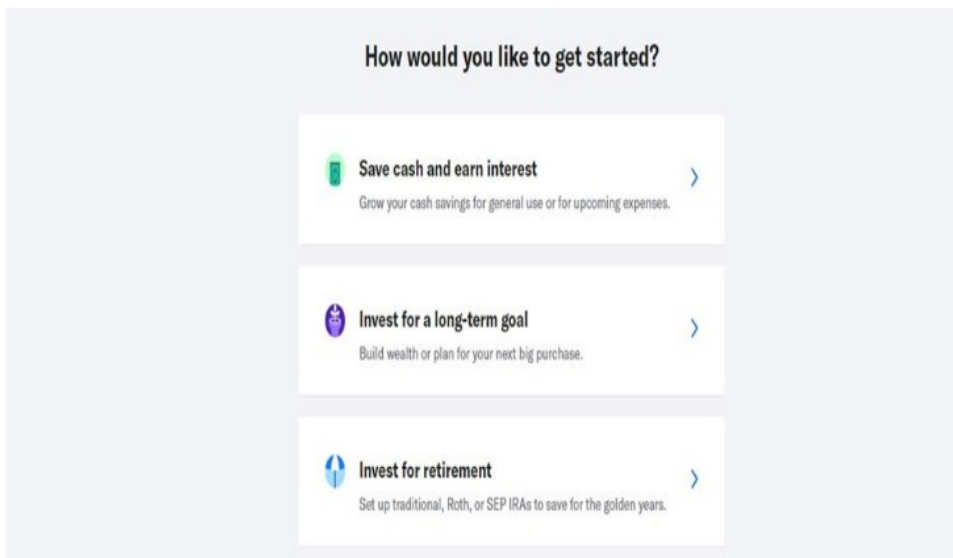 How would you like to get started?
Save cash and earn interest
Grow your cash savings for general use or for upcoming expenses.
Invest for a long-term goal
Build wealth or plan for your next big purchase.
Invest for retirement
Set up traditional, Roth, or SEP IRAs to save for the golden years.